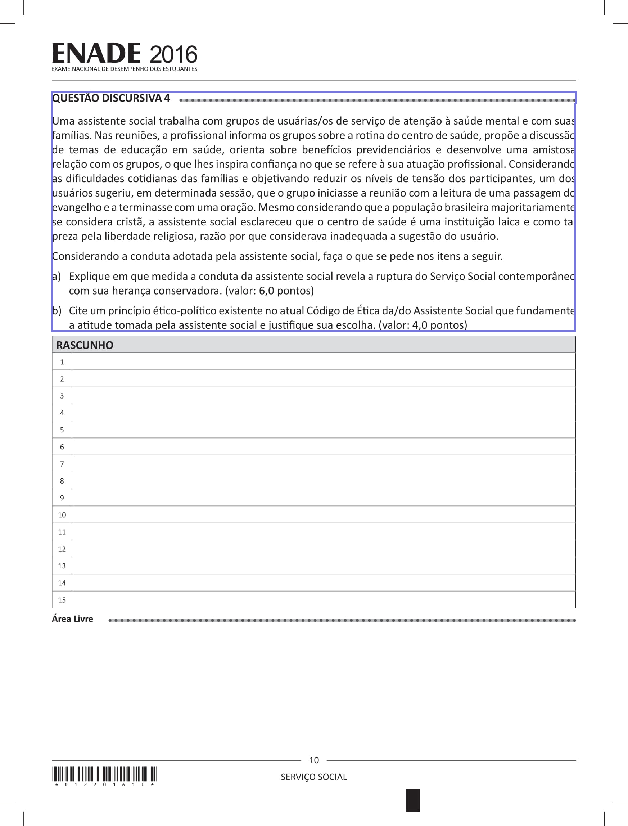 ENADE 2016
EXAME NACIONAL DE DESEMPENHO DOS ESTUDANTES
QUESTÃO DISCURSIVA 4
Uma assistente social trabalha com grupos de usuárias/os de serviço de atenção à saúde mental e com suas
famílias. Nas reuniões, a profissional informa os grupos sobre a rotina do centro de saúde, propõe a discussão
de temas de educação em saúde, orienta sobre benefícios previdenciários e desenvolve uma amistosa
relação com os grupos, o que lhes inspira confiança no que se refere à sua atuação profissional. Considerando
as dificuldades cotidianas das famílias e objetivando reduzir os níveis de tensão dos participantes, um dos
usuários sugeriu, em determinada sessão, que o grupo iniciasse a reunião com a leitura de uma passagem do
evangelho e a terminasse com uma oração. Mesmo considerando que a população brasileira majoritariamente
se considera cristã, a assistente social esclareceu que o centro de saúde é uma instituição laica e como tal
preza pela liberdade religiosa, razão por que considerava inadequada a sugestão do usuário.
Considerando a conduta adotada pela assistente social, faça o que se pede nos itens a seguir.
a) Explique em que medida a conduta da assistente social revela a ruptura do Serviço Social contemporâneo
com sua herança conservadora. (valor: 6,0 pontos)
b) Cite um princípio ético-político existente no atual Código de Ética da/do Assistente Social que fundamente
a atitude tomada pela assistente social e justifique sua escolha. (valor: 4,0 pontos)
RASCUNHO
1
2
3
4
5
6
7
8
9
10
11
12
13
14
15
Área Livre
10
SERVIÇO SOCIAL